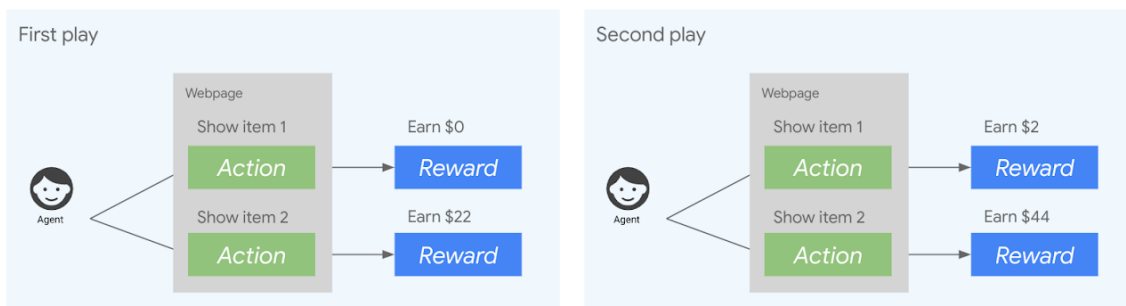 First play
Webpage
Show item 1
Earn $0
Action
Reward
Agent
Show item 2
Earn $22
Action
Reward
Second play
Webpage
Show item 1
Earn $2
Action
Reward
Agent
Show item 2
Earn $44
Action
Reward